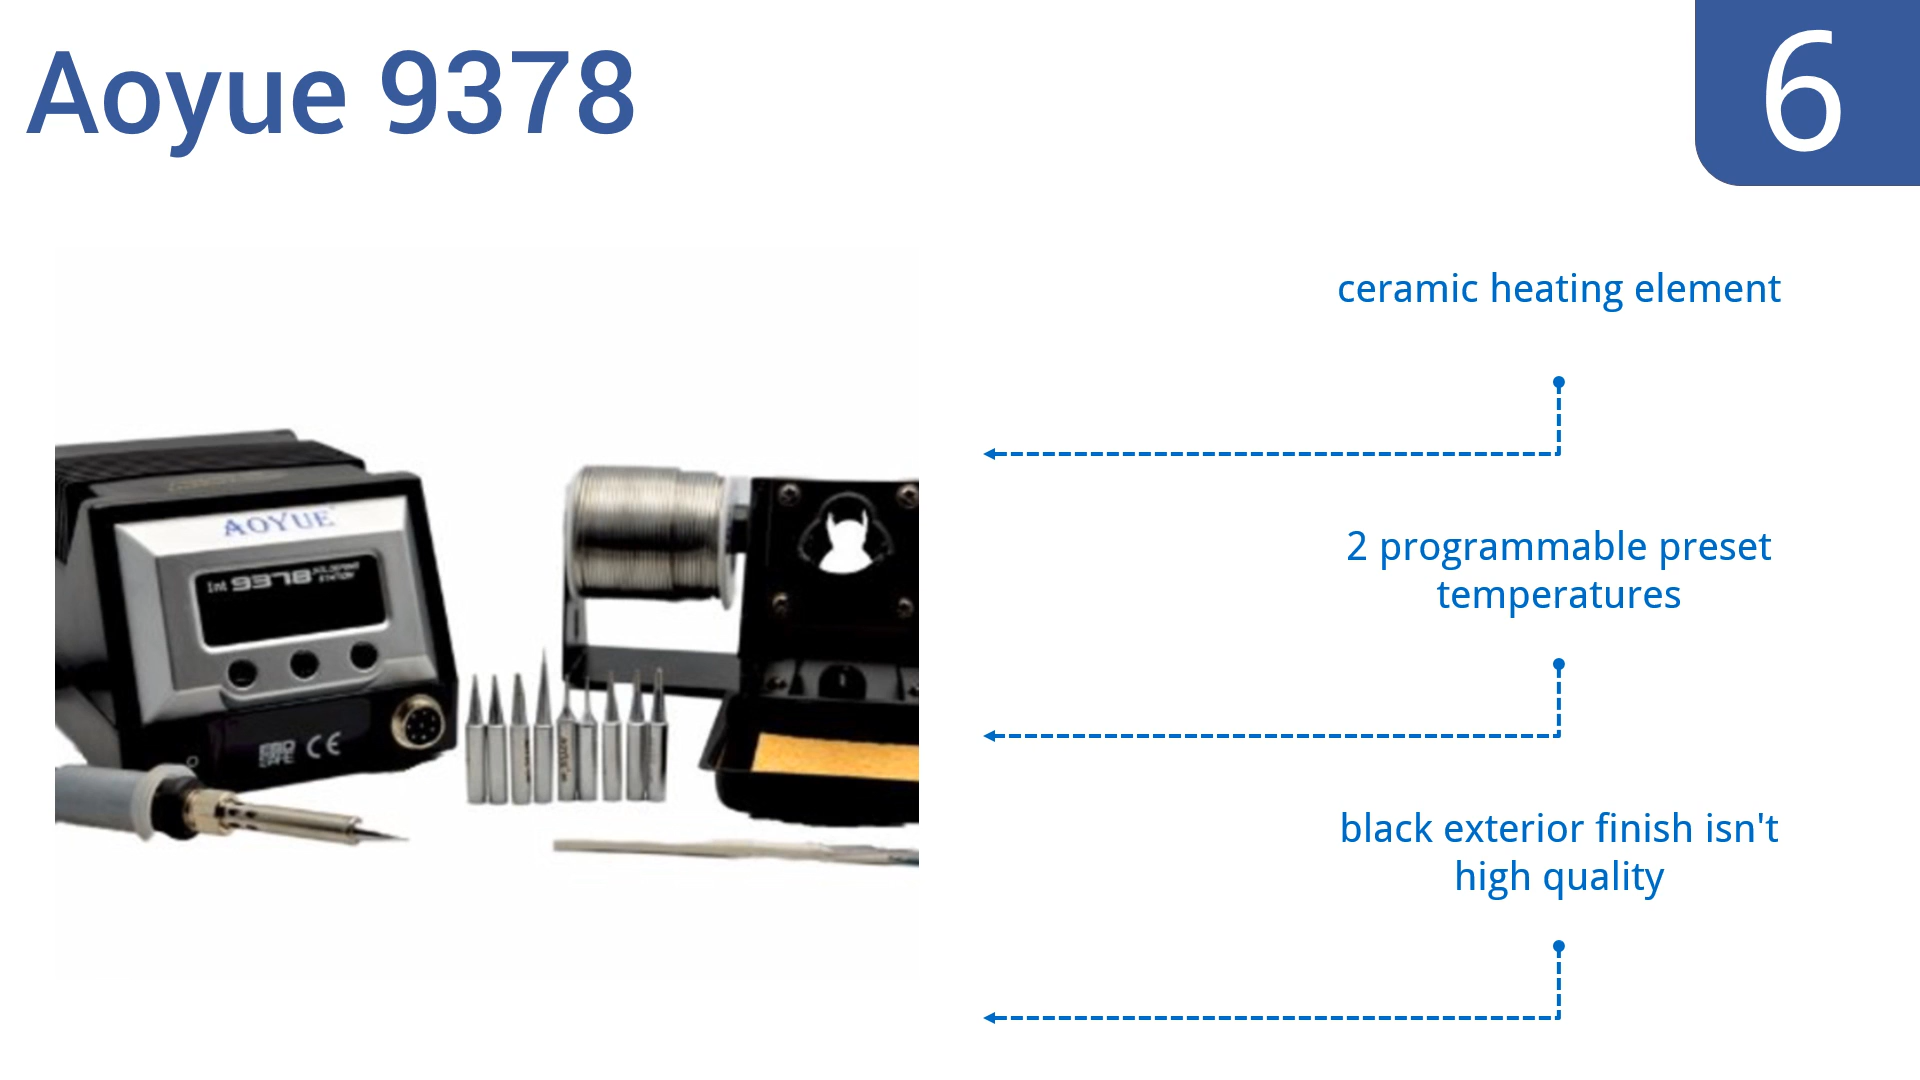 Aoyue 9378
6
ceramic heating element
2 programmable preset
temperatures
black exterior finish isn't
high quality
AOYUE
Int 9378
CE